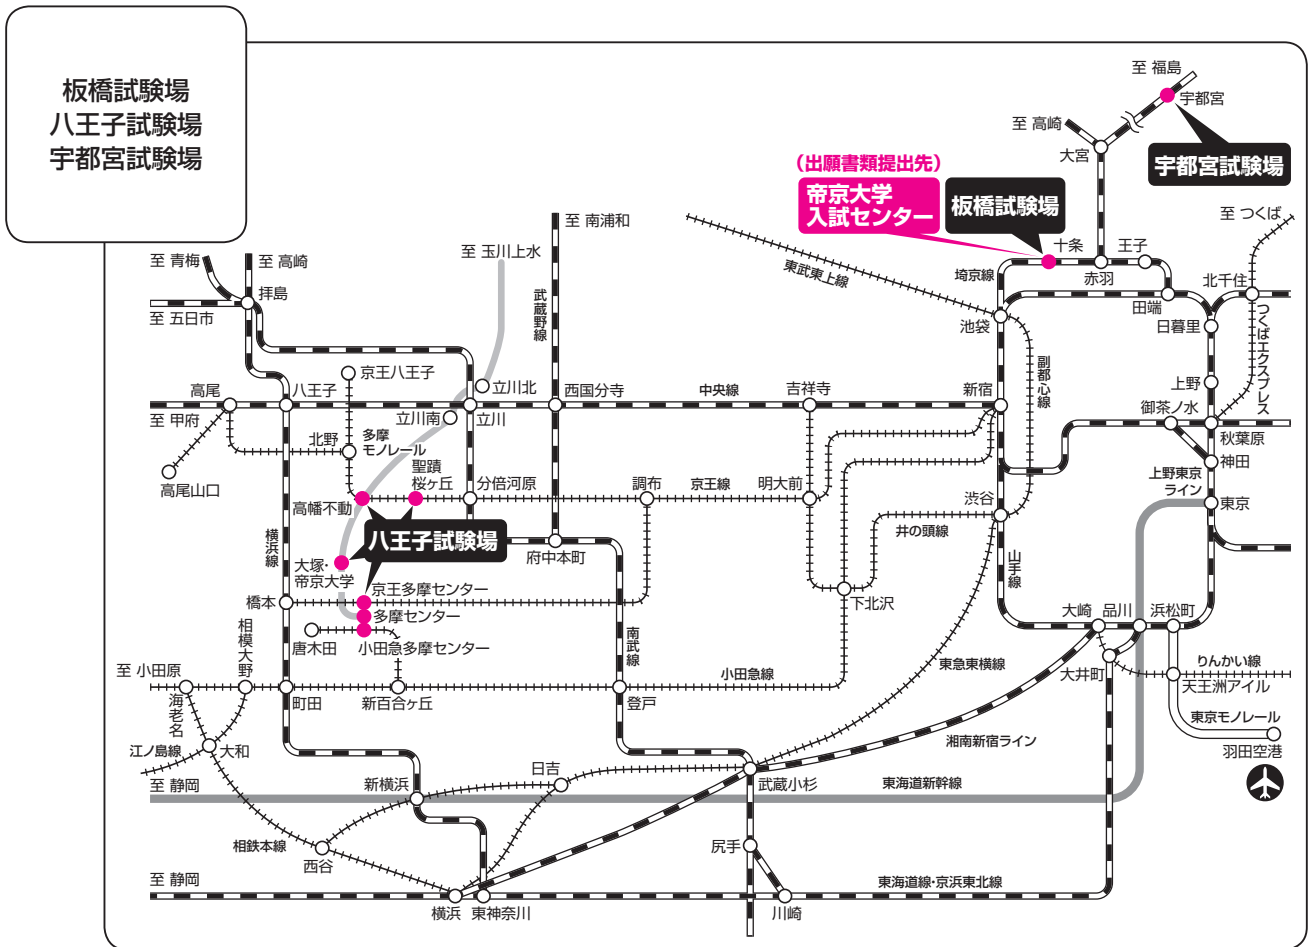 板橋試験場
八王子試験場
宇都宮試験場
至 福島
宇都宮
至 高崎
大宮
宇都宮試験場
(出願書類提出先)
帝京大学
入試センター
板橋試験場
至 つくば
至 南浦和
至 玉川上水
十条
王子
至 青梅
至 高崎
東武東上線
埼京線
赤羽
北千住
拝島
武蔵野線
田端
至 五日市
池袋
日暮里
つくばエクスプレス
京王八王子
副都心線
高尾
八王子
立川北
西国分寺
中央線
吉祥寺
新宿
上野
至 甲府
立川南
立川
御茶ノ水
秋葉原
北野
多摩
モノレール
神田
高尾山口
聖蹟
桜ヶ丘
分倍河原
調布
京王線
明大前
渋谷
上野東京
ライン
東京
高幡不動
横浜線
八王子試験場
井の頭線
府中本町
山手線
大塚・
帝京大学
京王多摩センター
橋本
多摩センター
下北沢
大崎
品川
浜松町
相模大野
唐木田
小田急多摩センター
南武線
東急東横線
りんかい線
至 小田原
小田急線
大井町
天王洲アイル
海老名
町田
新百合ヶ丘
登戸
東京モノレール
江ノ島線
大和
湘南新宿ライン
羽田空港
日吉
至 静岡
新横浜
武蔵小杉
東海道新幹線
相鉄本線
西谷
尻手
至 静岡
東海道線・京浜東北線
横浜
東神奈川
川崎